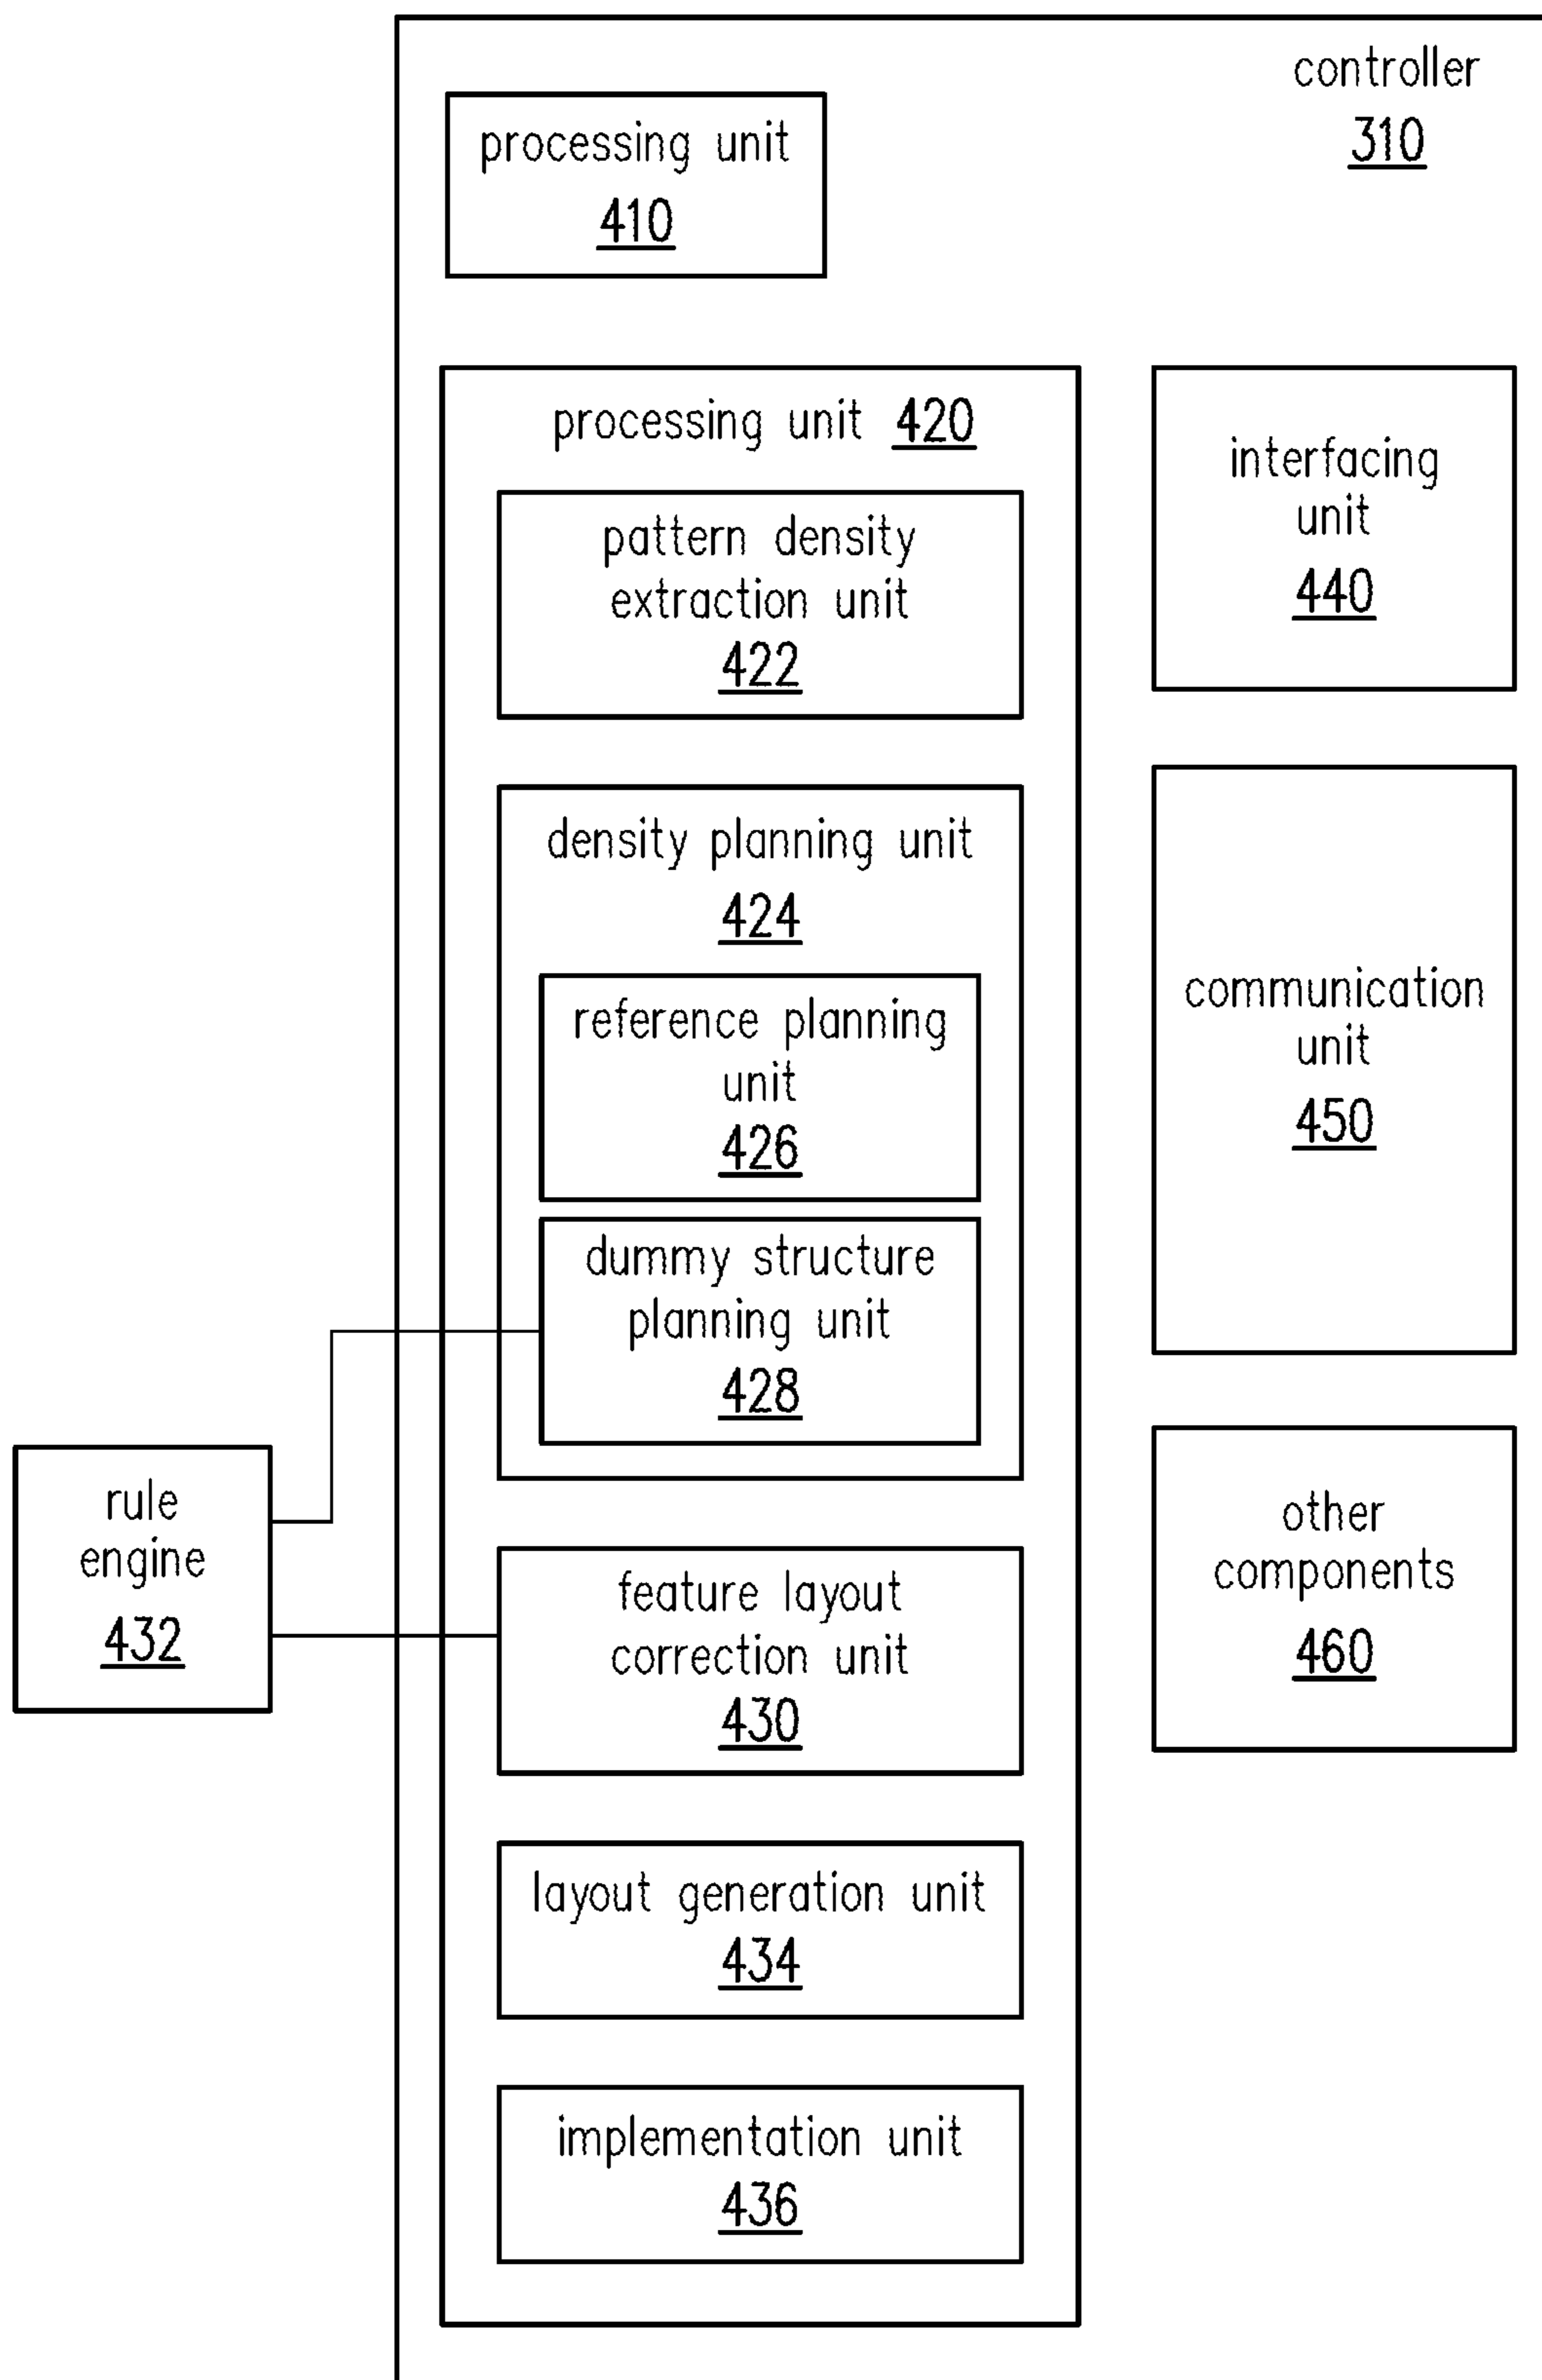 controller
310
processing unit
410
processing unit 420
pattern density
extraction unit
422
density planning unit
424
reference planning
unit
426
dummy structure
planning unit
428
rule
engine
432
feature layout
correction unit
430
layout generation unit
434
implementation unit
436
interfacing
unit
440
communication
unit
450
other
components
460